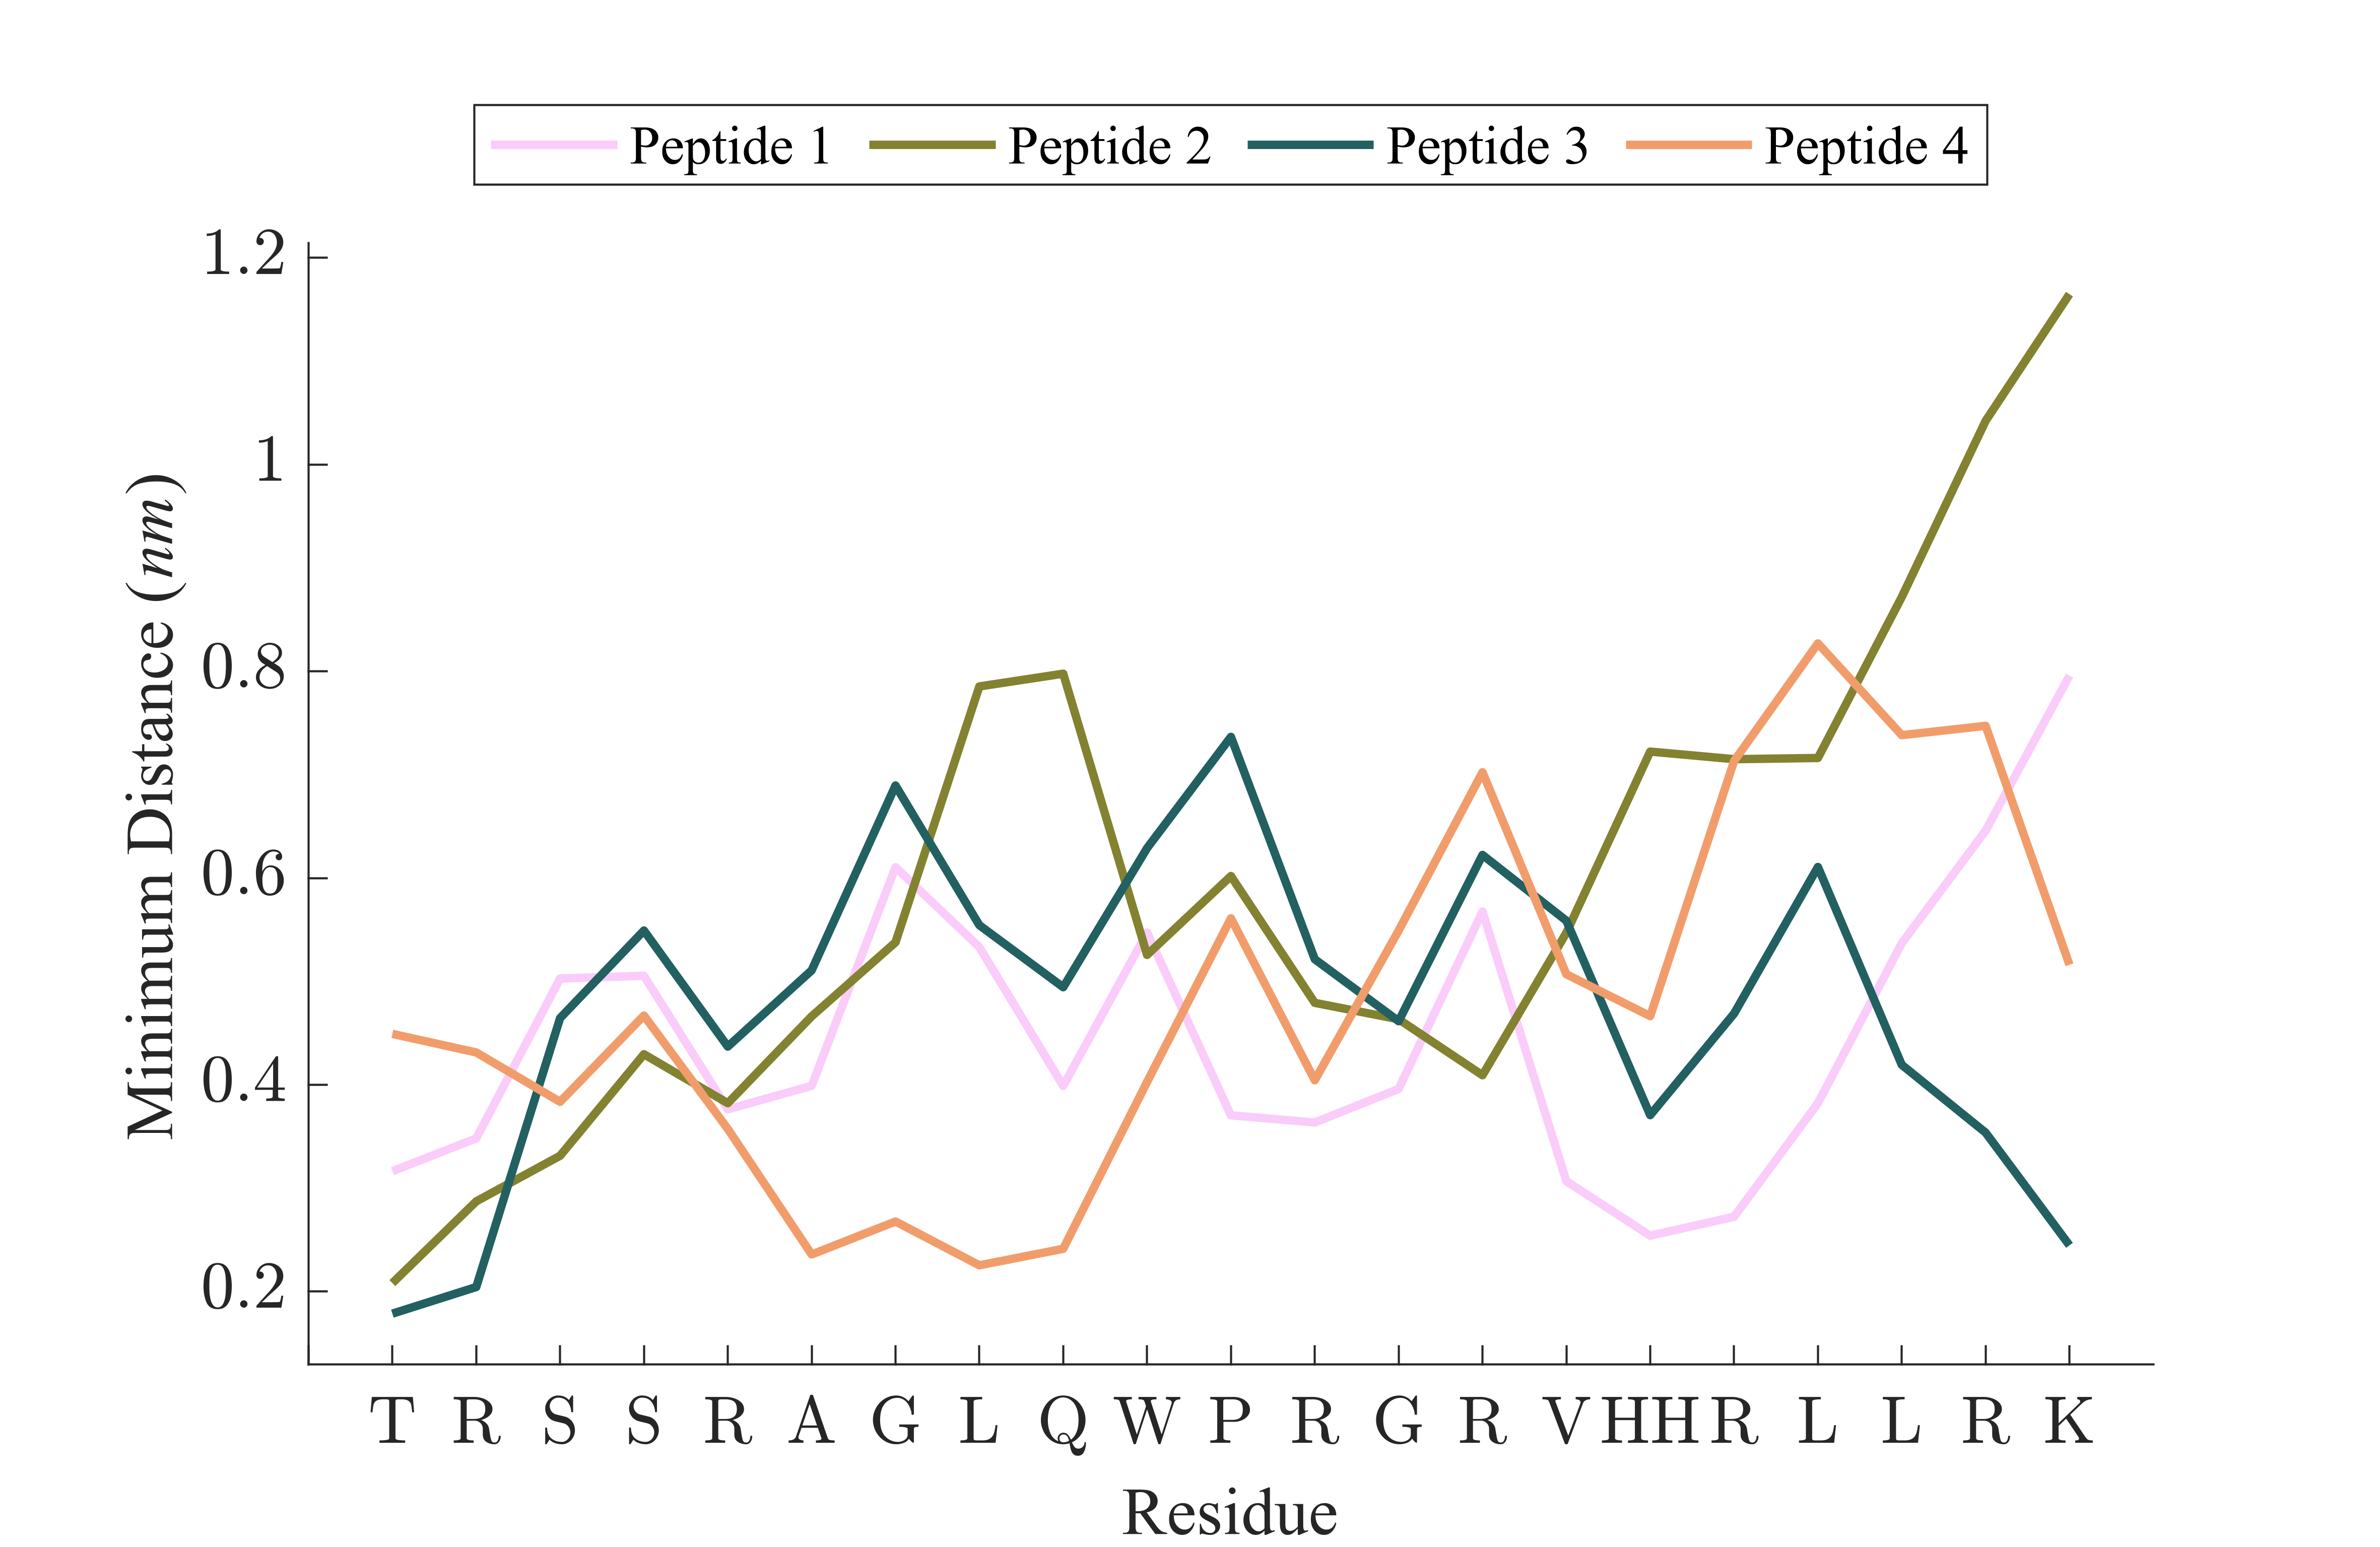 Peptide 1 Peptide 2 Peptide 3 Peptide 4
1.2
1
0.8
0.6
0.4
0.2
Minimum Distance (nm)
T R S S R A G L Q W P R G R V HH R L L R K
Residue